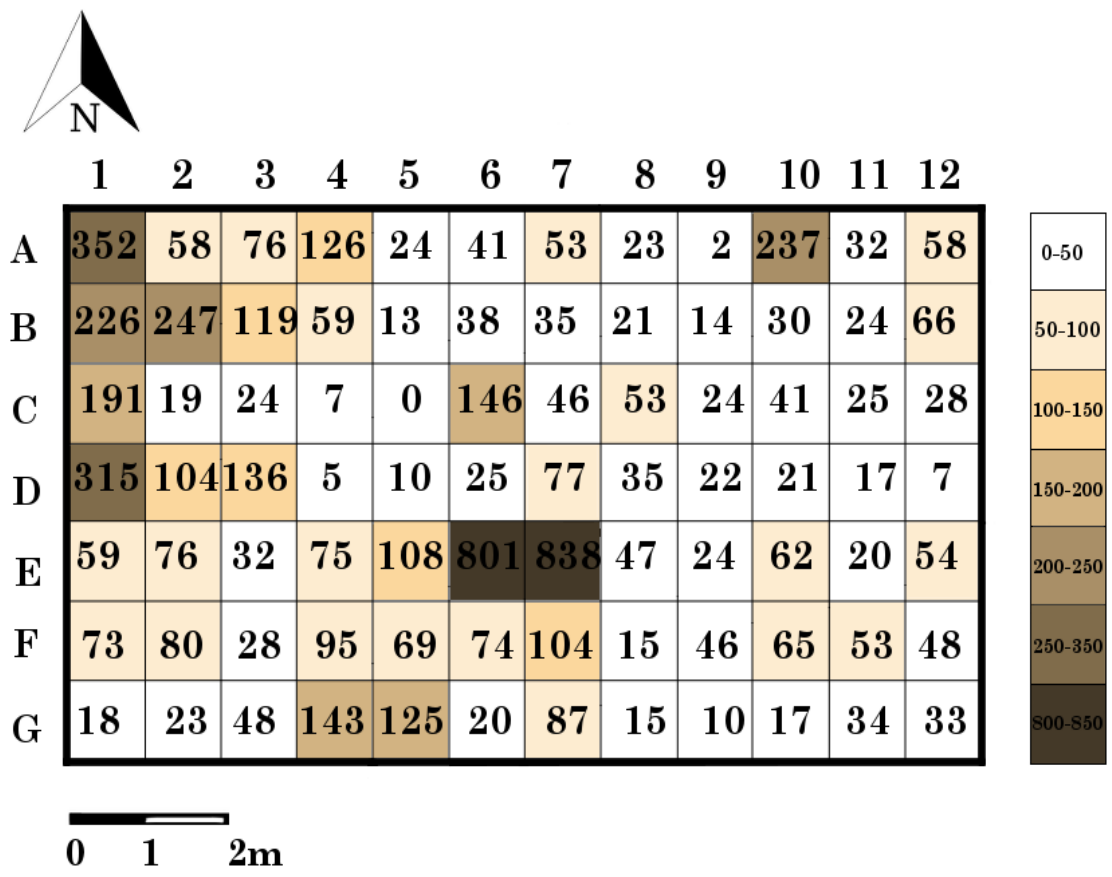 N
1 2 3 4 5 6 7 8 9 10 11 12
A 352 58 76 126 24 41 53 23 2 237 32 58
B 226 247 119 59 13 38 35 21 14 30 24 66
C 191 19 24 7 0 146 46 53 24 41 25 28
D 315 104 136 5 10 25 77 35 22 21 17 7
E 59 76 32 75 108 801 838 47 24 62 20 54
F 73 80 28 95 69 74 104 15 46 65 53 48
G 18 23 48 143 125 20 87 15 10 17 34 33
0-50
50-100
100-150
150-200
200-250
250-350
800-850
0 1 2m